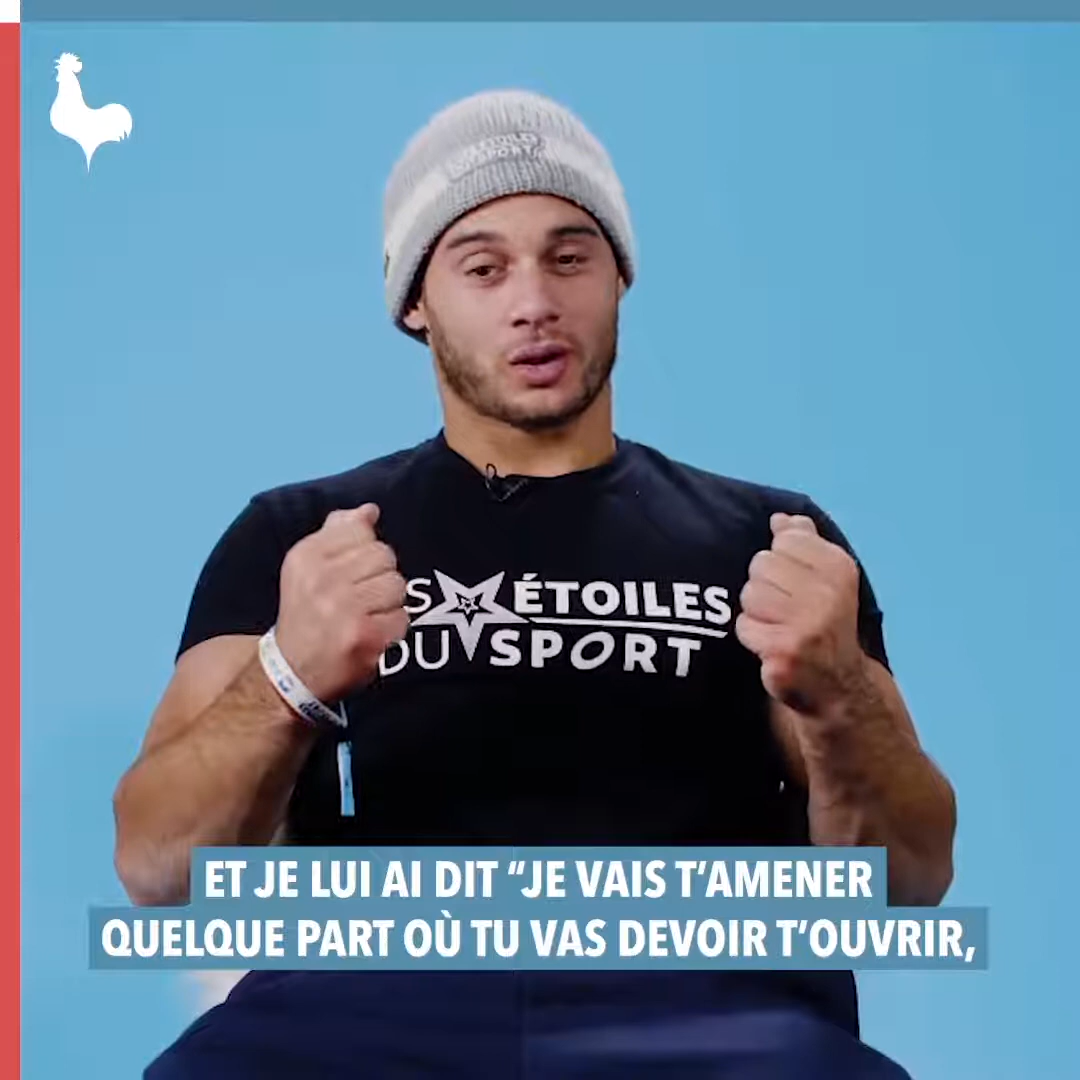 ÉTOILES
DU SPORT
ET JE LUI AI DIT “JE VAIS T’AMENER
QUELQUE PART OÙ TU VAS DEVOIR T’OUVRIR,